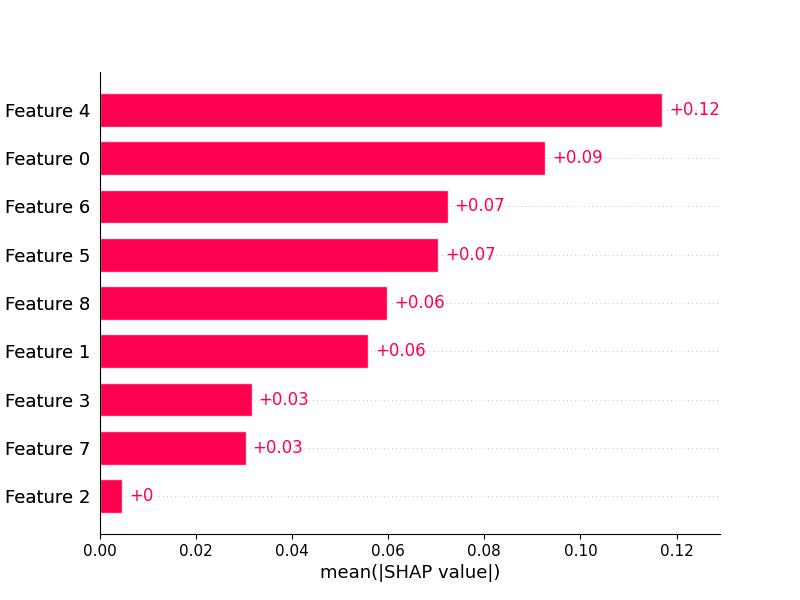 Feature 4 +0.12
Feature 0 +0.09
Feature 6 +0.07
Feature 5 +0.07
Feature 8 +0.06
Feature 1 +0.06
Feature 3 +0.03
Feature 7 +0.03
Feature 2 +0
0.00 0.02 0.04 0.06 0.08 0.10 0.12
mean(|SHAP value|)